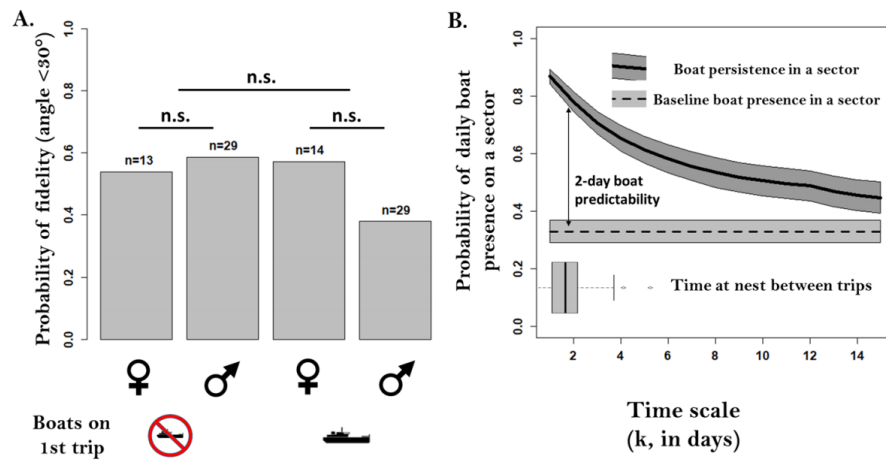 A.
Probability of fidelity (angle <30°)
1.0
0.8
0.6
0.4
0.2
0.0
n.s.
n.s.
n.s.
n=13
n=29
n=14
n=29
♀
♂
♀
♂
Boats on
1st trip
B.
Probability of daily boat
presence on a sector
1.0
0.8
0.6
0.4
0.2
0.0
Boat persistence in a sector
Baseline boat presence in a sector
2-day boat
predictability
Time at nest between trips
2
4
6
8
10
12
14
Time scale
(k, in days)